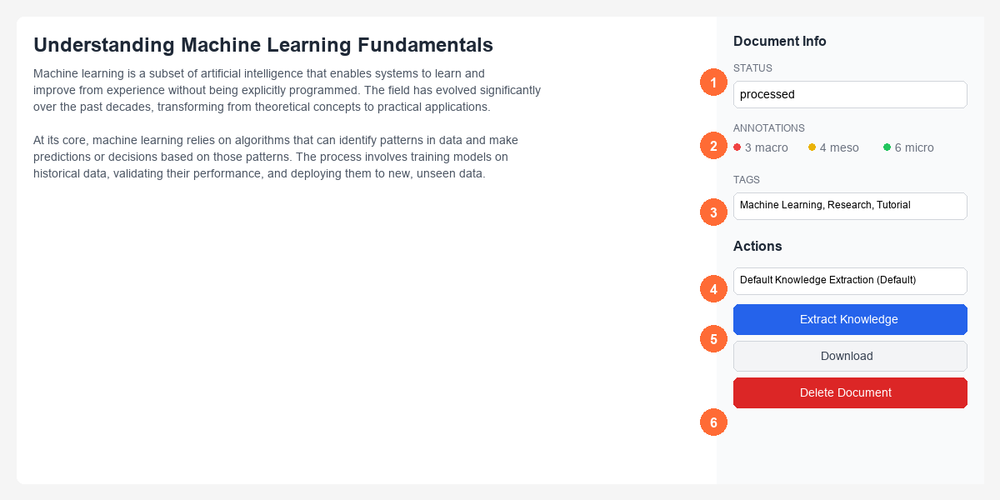 Understanding Machine Learning Fundamentals
Machine learning is a subset of artificial intelligence that enables systems to learn and
improve from experience without being explicitly programmed. The field has evolved significantly
over the past decades, transforming from theoretical concepts to practical applications.
At its core, machine learning relies on algorithms that can identify patterns in data and make
predictions or decisions based on those patterns. The process involves training models on
historical data, validating their performance, and deploying them to new, unseen data.
Document Info
STATUS
1
processed
ANNOTATIONS
2
3 macro 4 meso 6 micro
TAGS
3
Machine Learning, Research, Tutorial
Actions
4
Default Knowledge Extraction (Default)
Extract Knowledge
5
Download
Delete Document
6